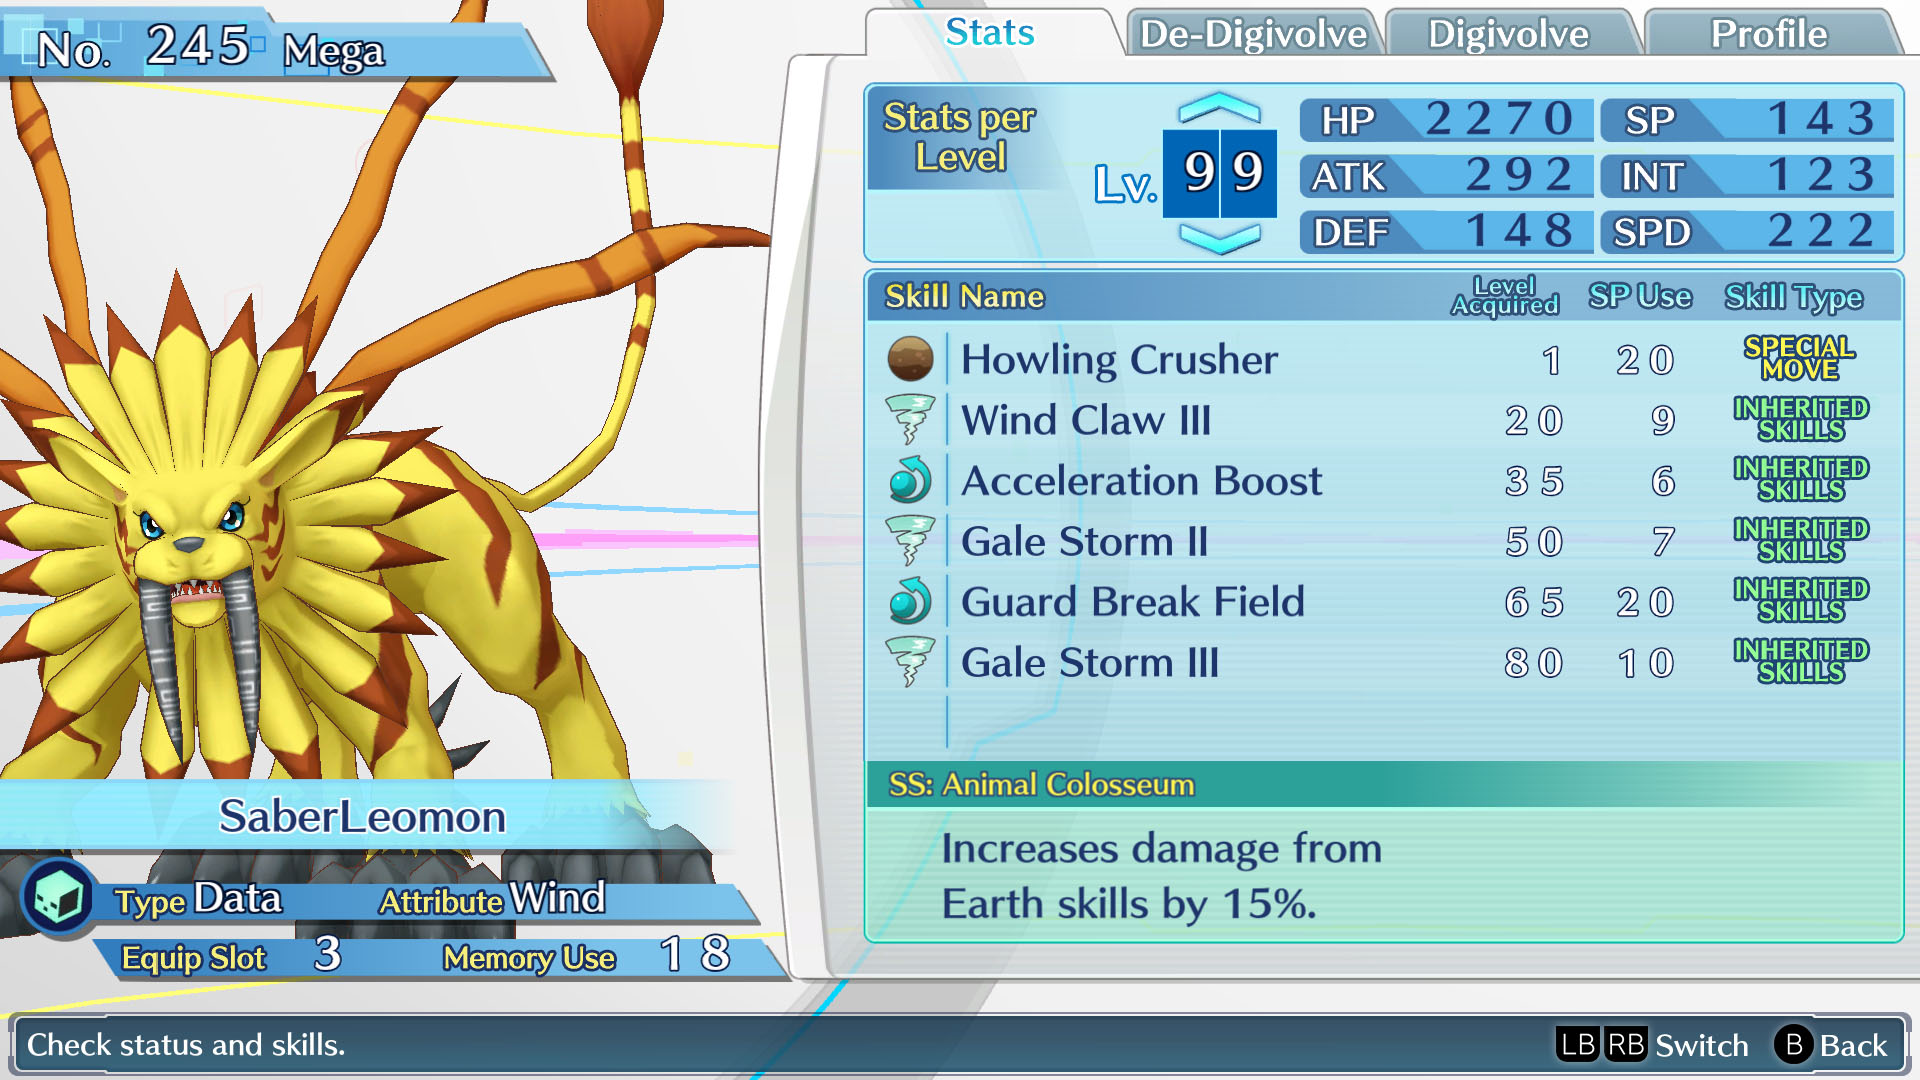 No. 245 Mega
Stats
De-Digivolve
Digivolve
Profile
Stats per
Level
Lv. 99
HP 2270
SP 143
ATK 292
INT 123
DEF 148
SPD 222
Skill Name
Level
Acquired
SP Use
Skill Type
Howling Crusher 1 20 SPECIAL
MOVE
Wind Claw III 20 9 INHERITED
SKILLS
Acceleration Boost 35 6 INHERITED
SKILLS
Gale Storm II 50 7 INHERITED
SKILLS
Guard Break Field 65 20 INHERITED
SKILLS
Gale Storm III 80 10 INHERITED
SKILLS
SS: Animal Colosseum
Increases damage from
Earth skills by 15%.
SaberLeomon
Type Data Attribute Wind
Equip Slot 3 Memory Use 18
Check status and skills.
LB RB Switch B Back